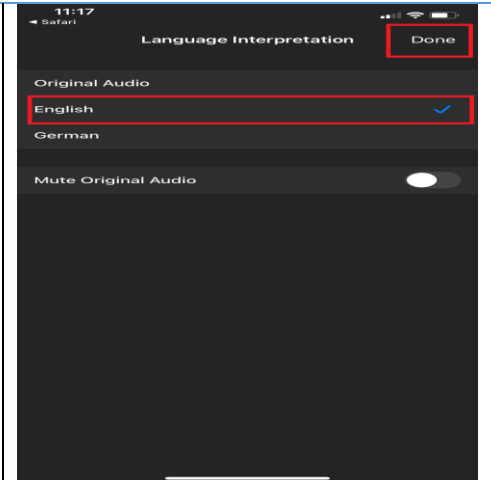 11:17
◄ Safari
Language Interpretation Done
Original Audio
English
German
Mute Original Audio